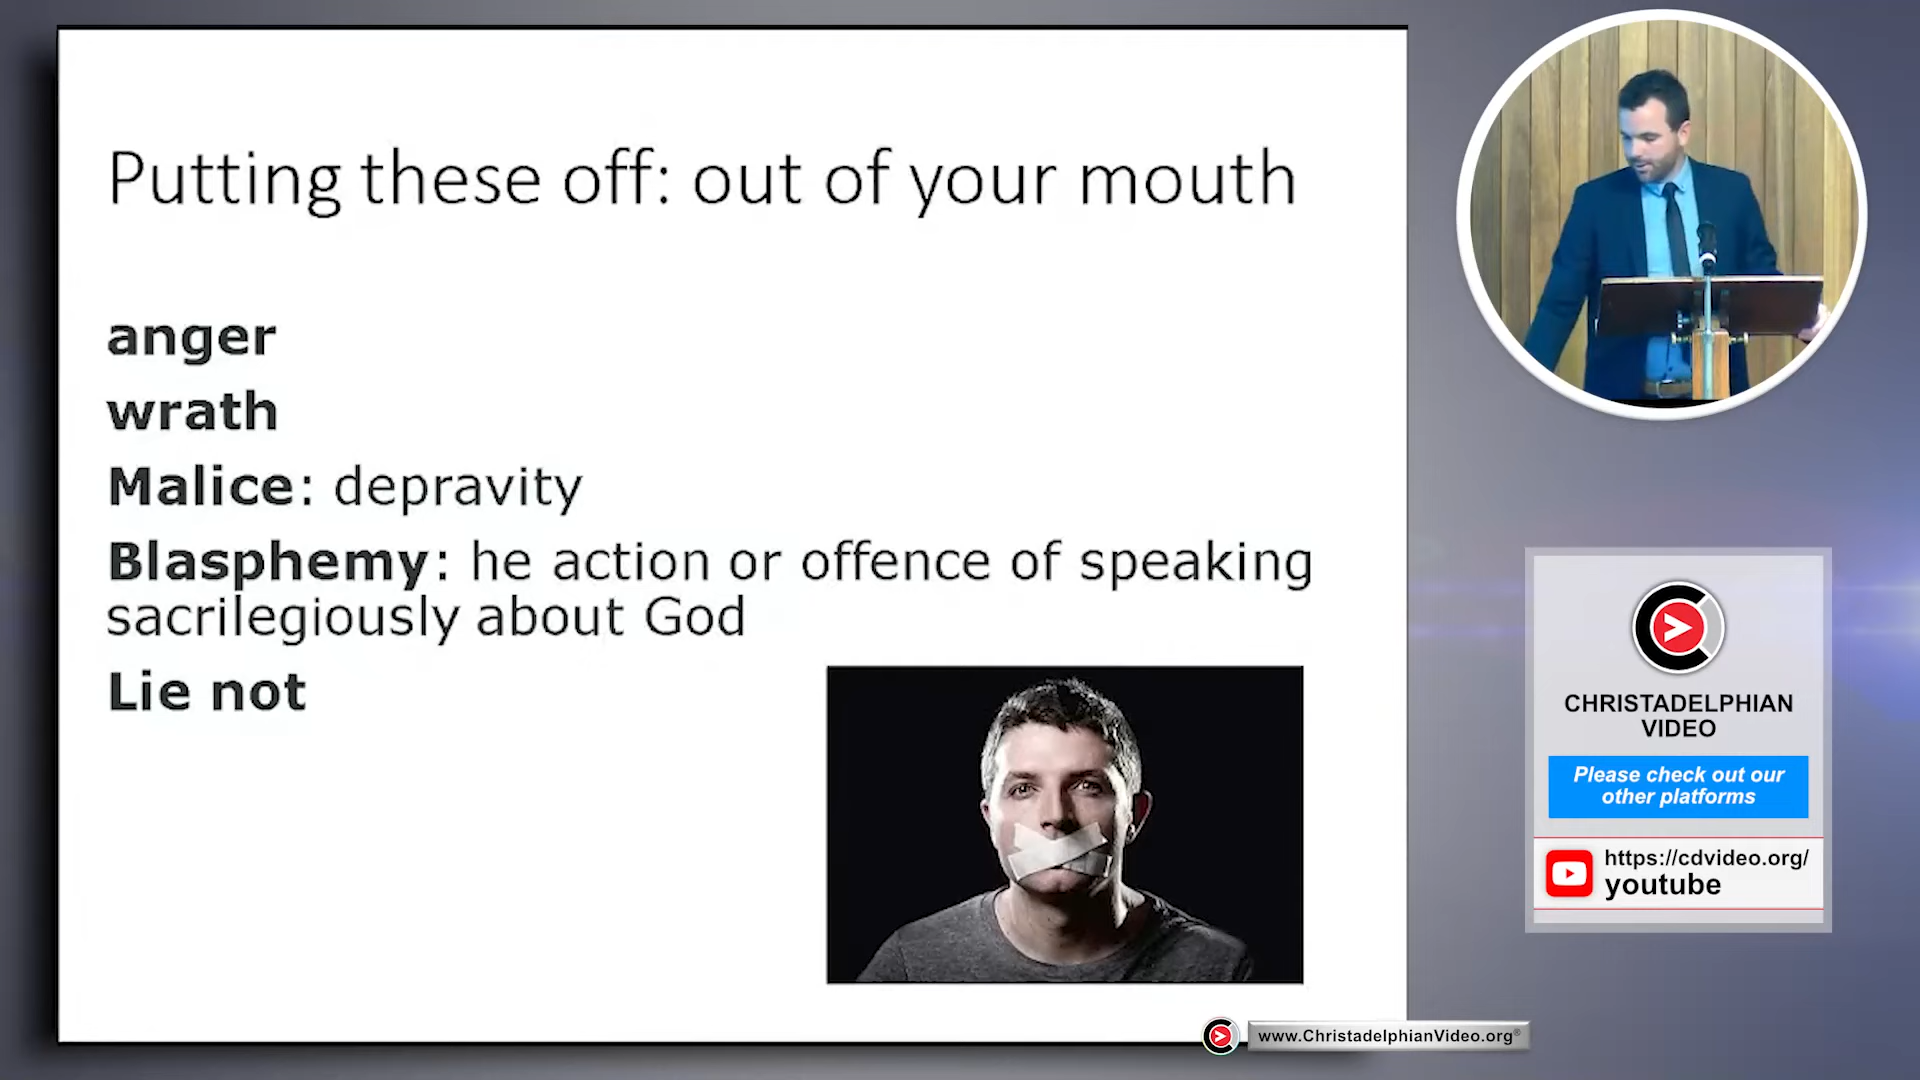 Putting these off: out of your mouth
anger
wrath
Malice: depravity
Blasphemy: he action or offence of speaking
sacrilegiously about God
Lie not
CHRISTADELPHIAN
VIDEO
Please check out our
other platforms
https://cdvideo.org/
youtube
www.ChristadelphianVideo.org®